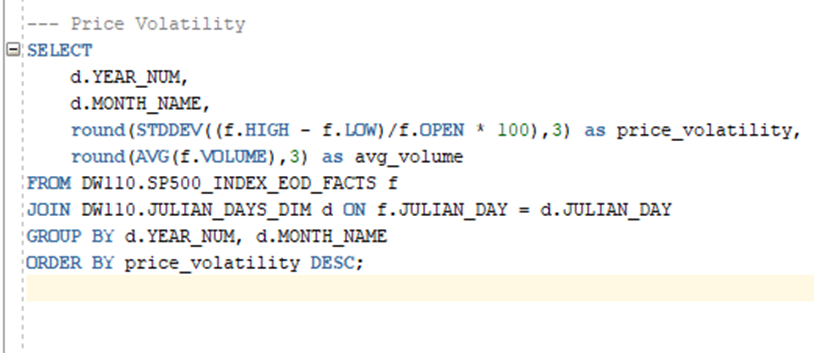 --- Price Volatility
SELECT
d.YEAR_NUM,
d.MONTH_NAME,
round(STDDEV((f.HIGH - f.LOW)/f.OPEN * 100),3) as price_volatility,
round(AVG(f.VOLUME),3) as avg_volume
FROM DW110.SP500_INDEX_EOD_FACTS f
JOIN DW110.JULIAN_DAYS_DIM d ON f.JULIAN_DAY = d.JULIAN_DAY
GROUP BY d.YEAR_NUM, d.MONTH_NAME
ORDER BY price_volatility DESC;